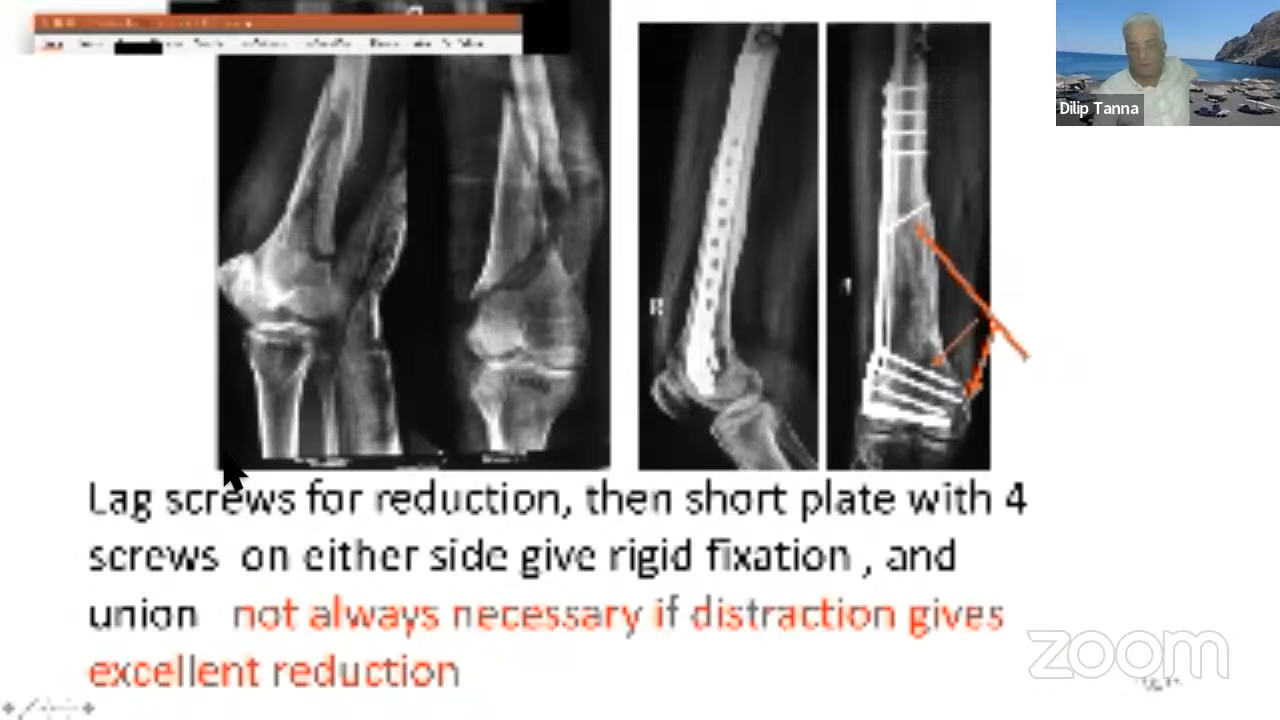 Dilip Tanna
R
Lag screws for reduction, then short plate with 4
screws on either side give rigid fixation , and
union not always necessary if distraction gives
excellent reduction
zoom